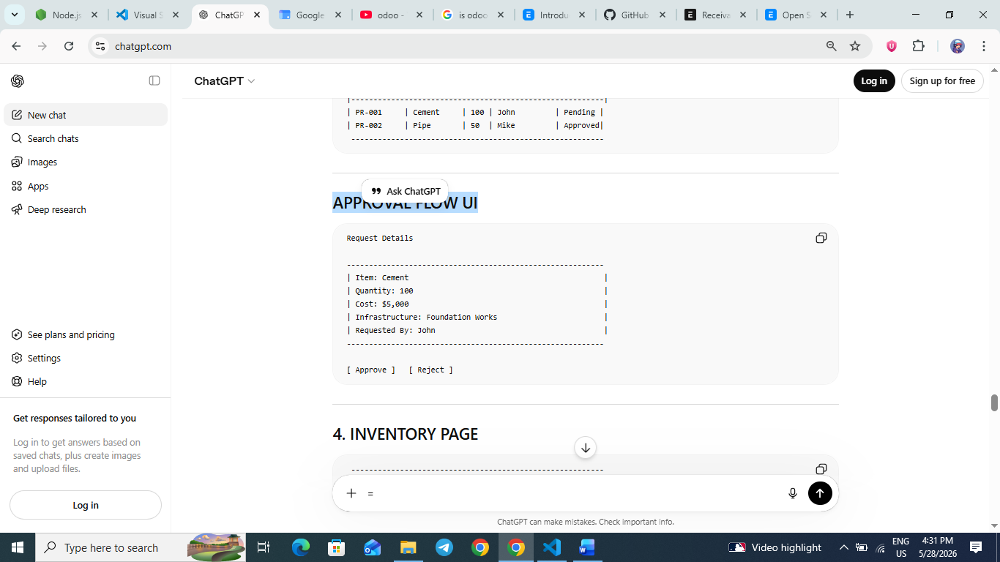 Node.js
Visual S
ChatGP
Google
odoo -
is odoo
Introdu
GitHub
Receiva
Open S
chatgpt.com
ChatGPT
Log in
Sign up for free
New chat
Search chats
Images
Apps
Deep research
See plans and pricing
Settings
Help
Get responses tailored to you
Log in to get answers based on
saved chats, plus create images
and upload files.
Log in
|---------------------------------------------------------|
| PR-001 | Cement | 100 | John | Pending |
| PR-002 | Pipe | 50 | Mike | Approved|
---------------------------------------------------------
Ask ChatGPT
APPROVAL FLOW UI
Request Details
----------------------------------------------------------
| Item: Cement |
| Quantity: 100 |
| Cost: $5,000 |
| Infrastructure: Foundation Works |
| Requested By: John |
----------------------------------------------------------
[ Approve ] [ Reject ]
4. INVENTORY PAGE
---------------------------------------------------------
=
ChatGPT can make mistakes. Check important info.
Type here to search
Video highlight
ENG
US
4:31 PM
5/28/2026